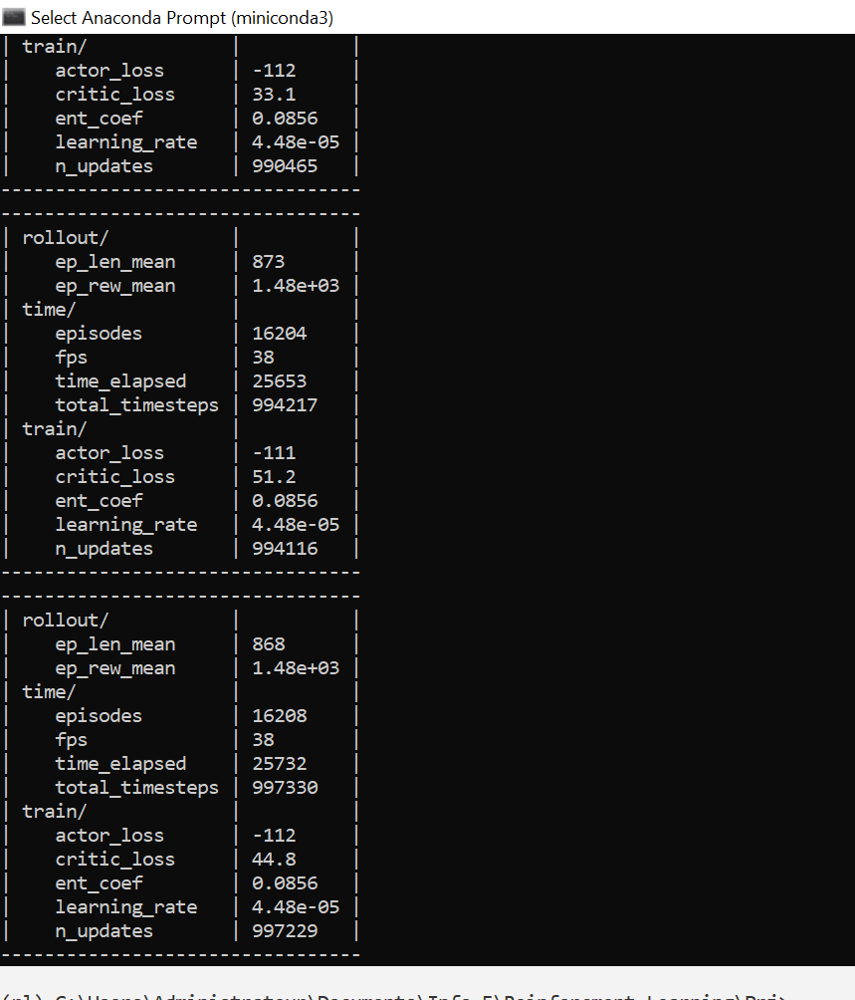 Select Anaconda Prompt (miniconda3)
| train/ | |
| actor_loss | -112 |
| critic_loss | 33.1 |
| ent_coef | 0.0856 |
| learning_rate | 4.48e-05 |
| n_updates | 990465 |
---------------------------------
---------------------------------
| rollout/ | |
| ep_len_mean | 873 |
| ep_rew_mean | 1.48e+03 |
| time/ | |
| episodes | 16204 |
| fps | 38 |
| time_elapsed | 25653 |
| total_timesteps | 994217 |
| train/ | |
| actor_loss | -111 |
| critic_loss | 51.2 |
| ent_coef | 0.0856 |
| learning_rate | 4.48e-05 |
| n_updates | 994116 |
---------------------------------
---------------------------------
| rollout/ | |
| ep_len_mean | 868 |
| ep_rew_mean | 1.48e+03 |
| time/ | |
| episodes | 16208 |
| fps | 38 |
| time_elapsed | 25732 |
| total_timesteps | 997330 |
| train/ | |
| actor_loss | -112 |
| critic_loss | 44.8 |
| ent_coef | 0.0856 |
| learning_rate | 4.48e-05 |
| n_updates | 997229 |
---------------------------------